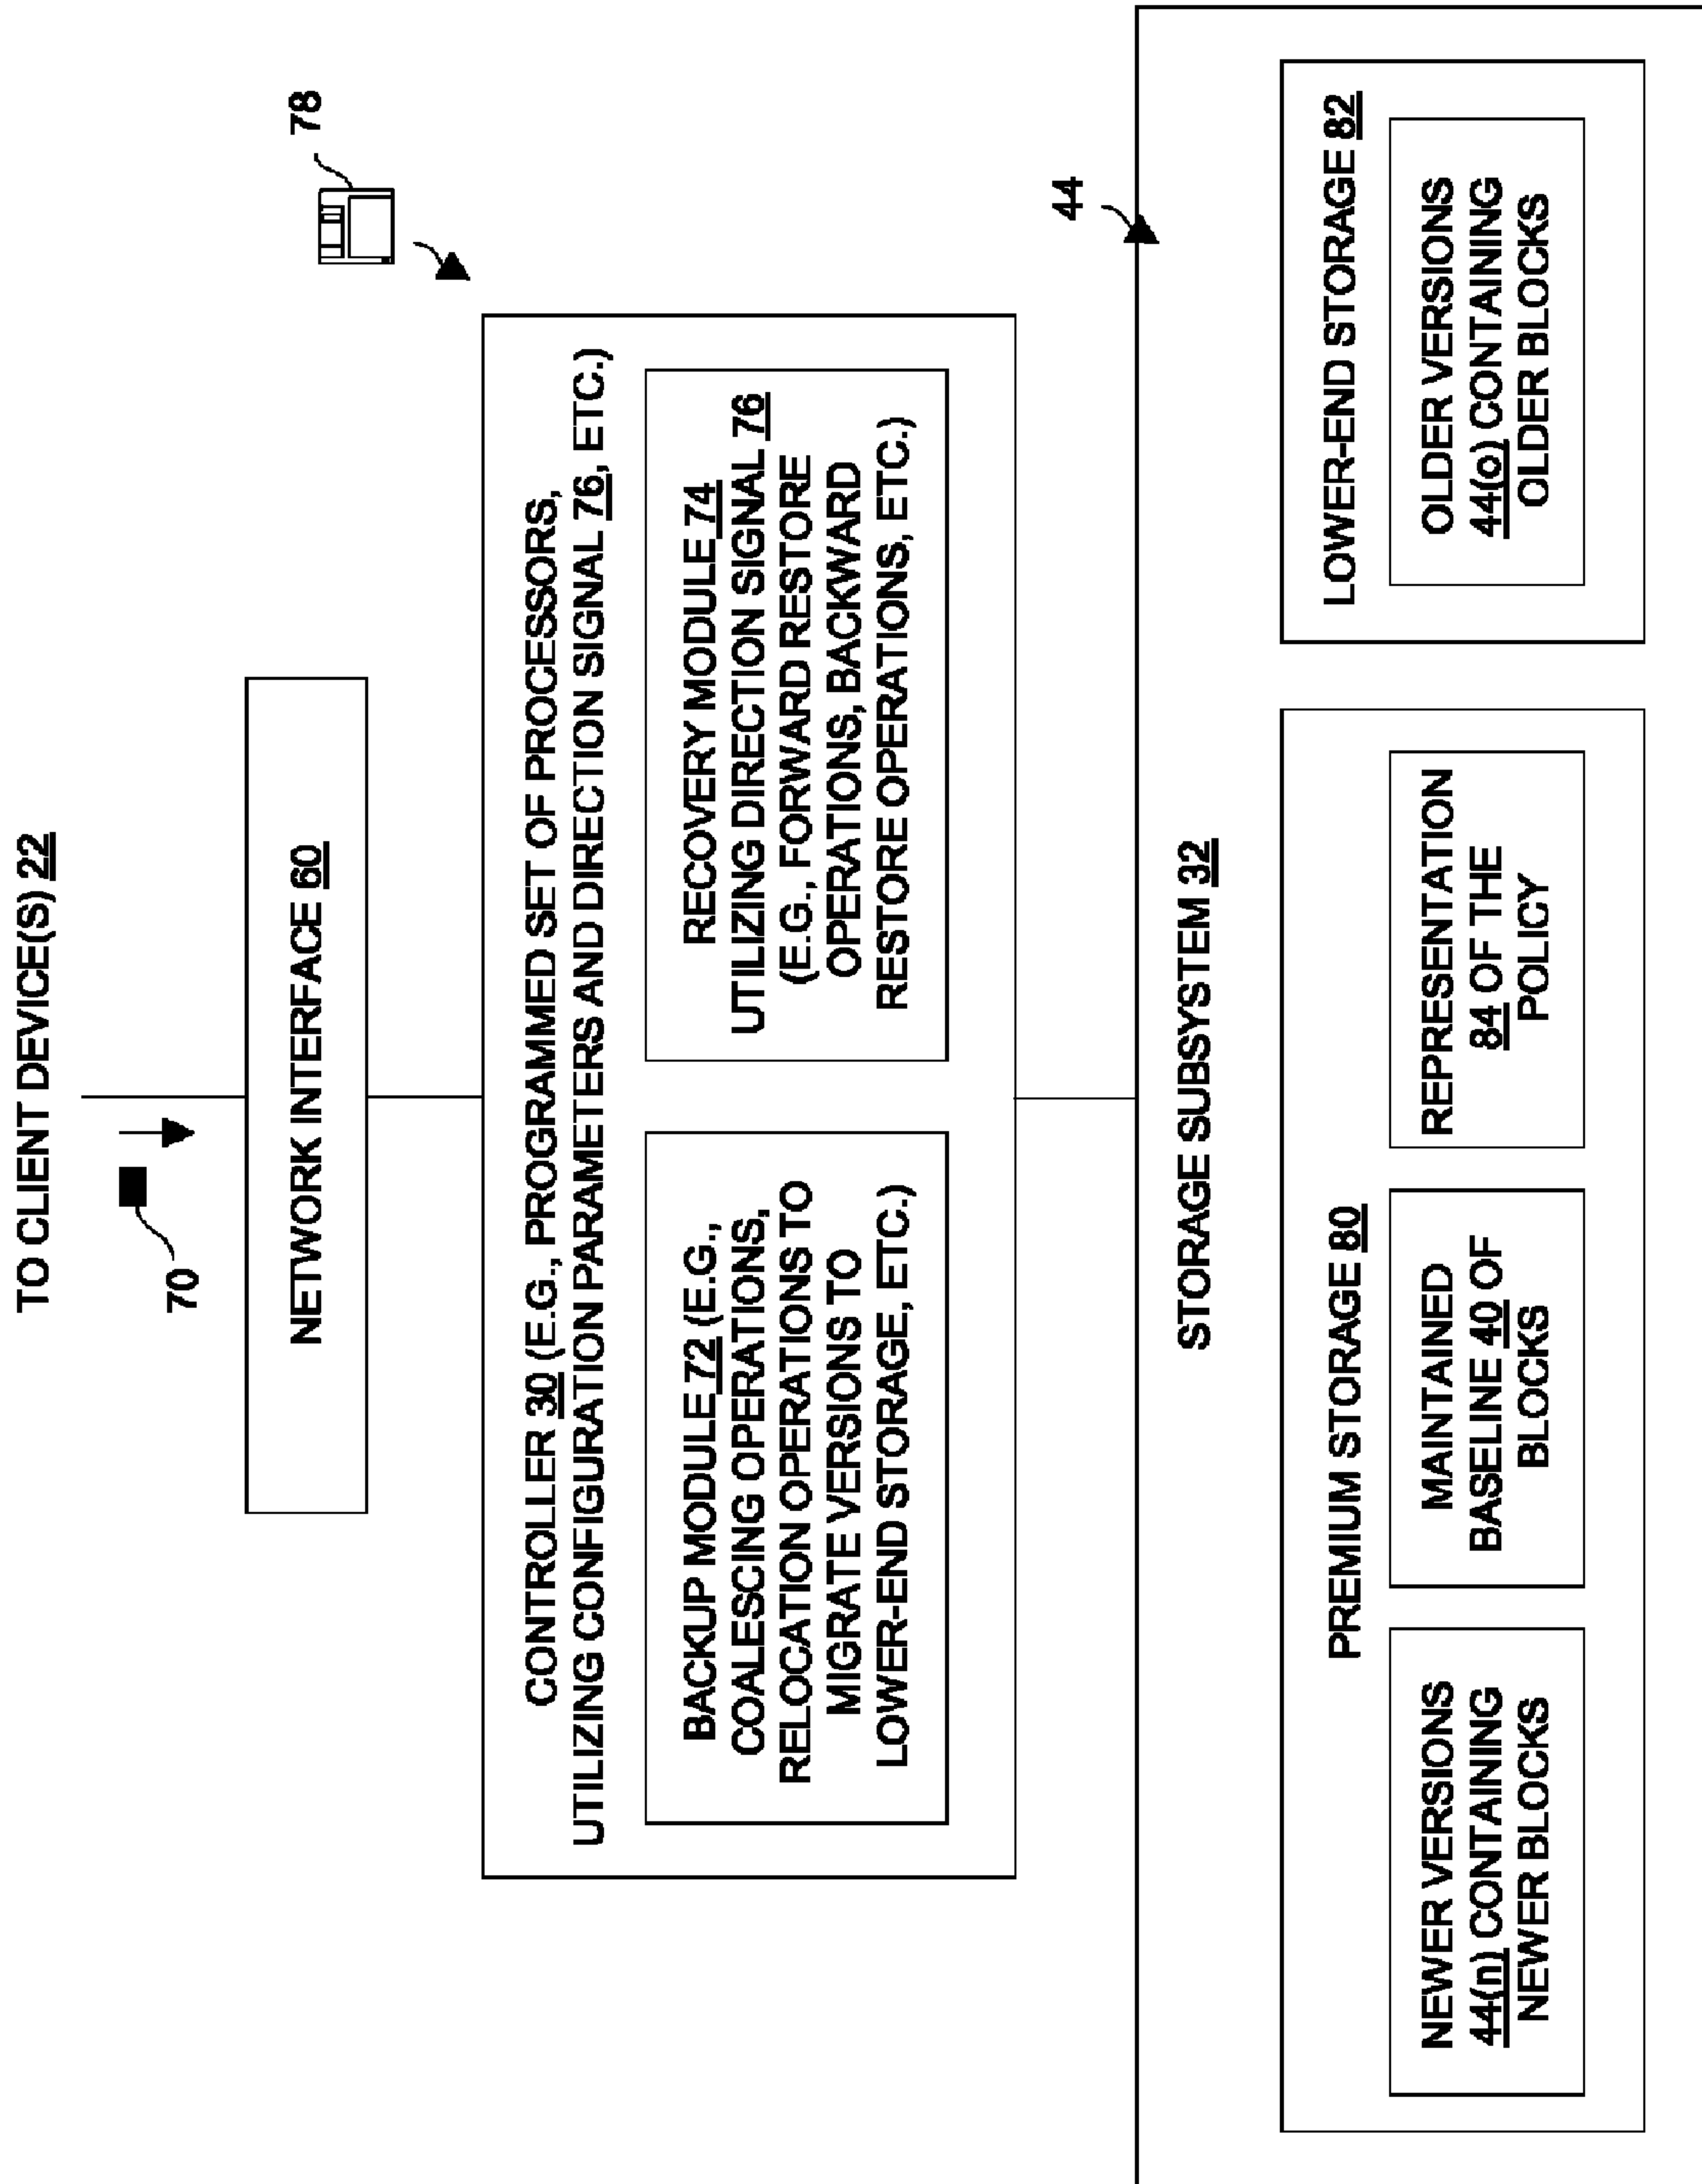 TO CLIENT DEVICE(S) 22
70
NETWORK INTERFACE 60
78
CONTROLLER 30 (E.G., PROGRAMMED SET OF PROCESSORS,
UTILIZING CONFIGURATION PARAMETERS AND DIRECTION SIGNAL 76, ETC.)
BACKUP MODULE 72 (E.G.,
COALESCING OPERATIONS,
RELOCATION OPERATIONS TO
MIGRATE VERSIONS TO
LOWER-END STORAGE, ETC.)
RECOVERY MODULE 74
UTILIZING DIRECTION SIGNAL 76
(E.G., FORWARD RESTORE
OPERATIONS, BACKWARD
RESTORE OPERATIONS, ETC.)
44
STORAGE SUBSYSTEM 32
PREMIUM STORAGE 80
NEWER VERSIONS
44(n) CONTAINING
NEWER BLOCKS
MAINTAINED
BASELINE 40 OF
BLOCKS
REPRESENTATION
84 OF THE
POLICY
LOWER-END STORAGE 82
OLDER VERSIONS
44(o) CONTAINING
OLDER BLOCKS